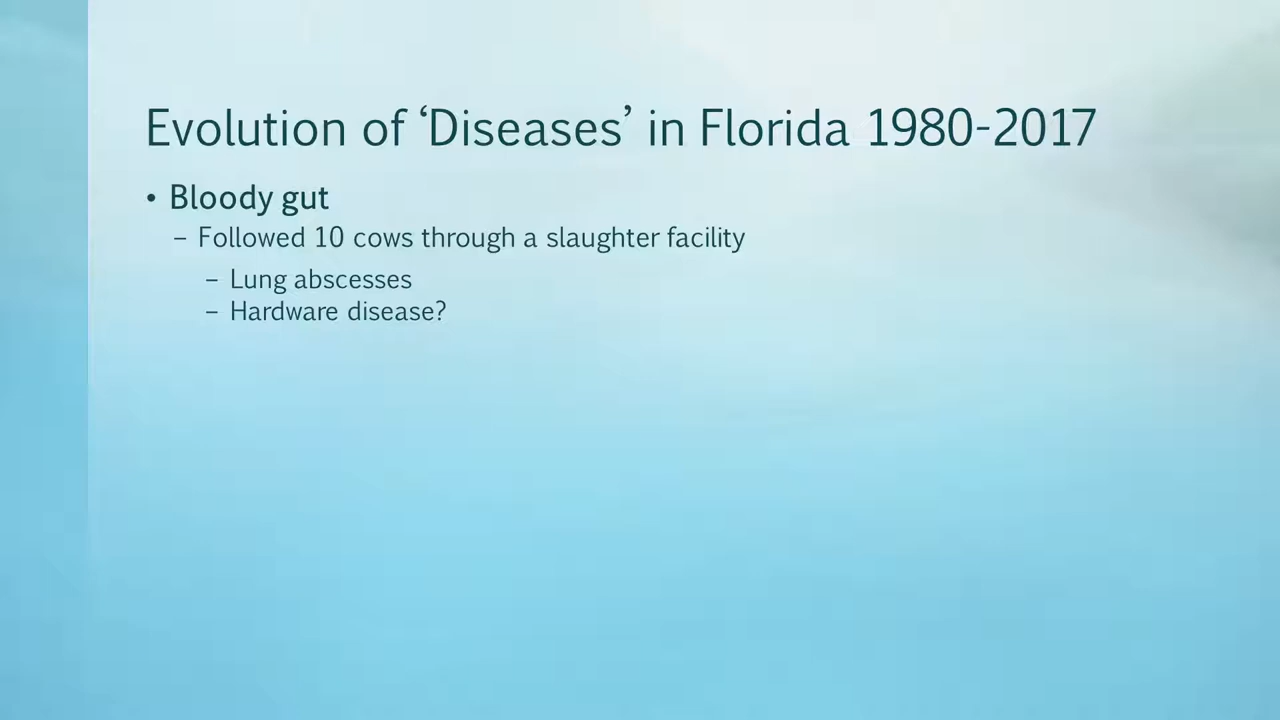 Evolution of ‘Diseases’ in Florida 1980-2017
• Bloody gut
– Followed 10 cows through a slaughter facility
– Lung abscesses
– Hardware disease?